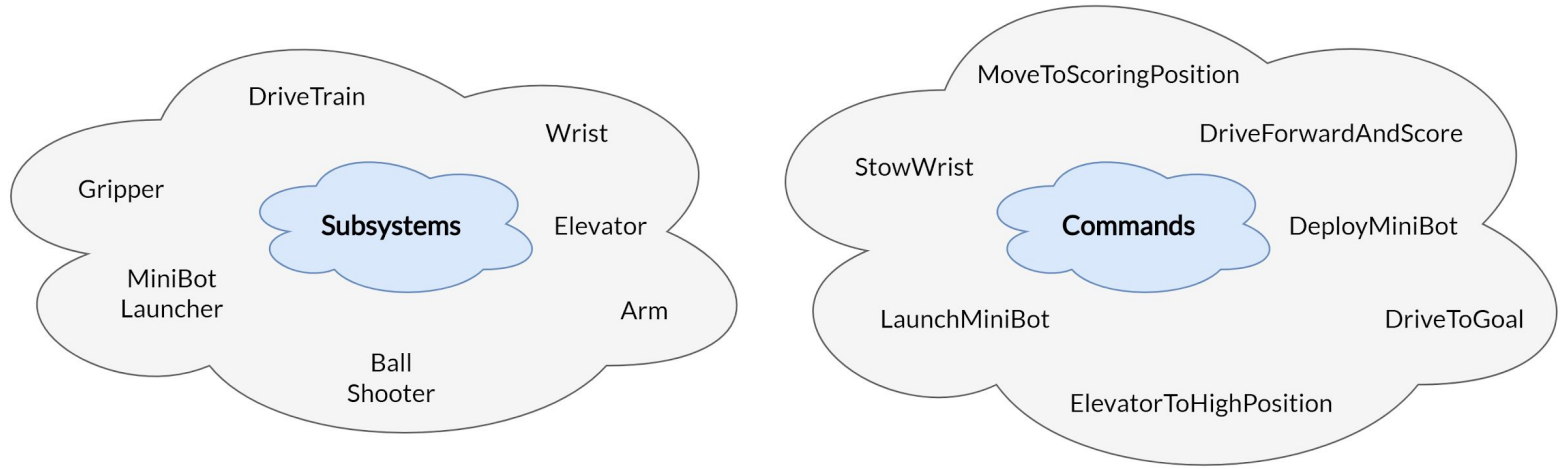 DriveTrain
Wrist
Gripper
Subsystems
Elevator
MiniBot
Launcher
Arm
Ball
Shooter
MoveToScoringPosition
DriveForwardAndScore
StowWrist
Commands
DeployMiniBot
LaunchMiniBot
DriveToGoal
ElevatorToHighPosition